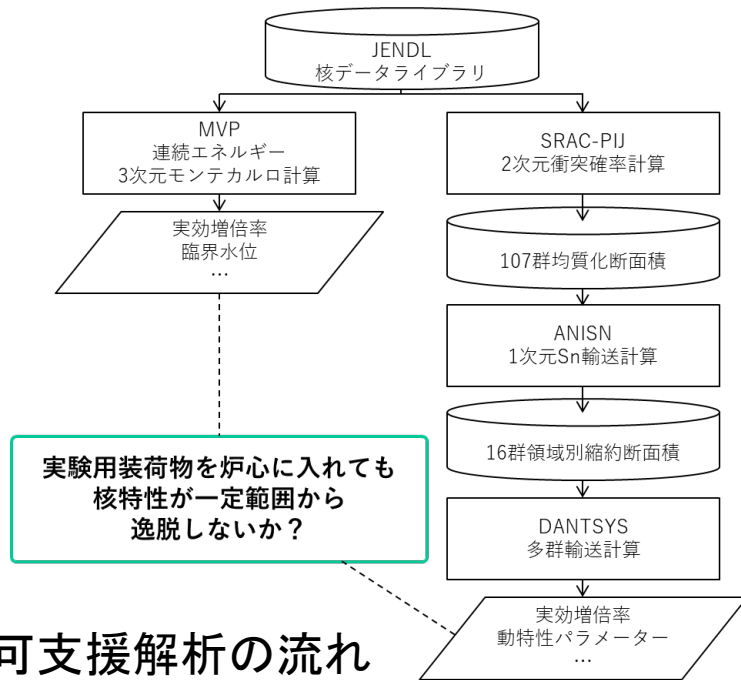 JENDL
核データライブラリ
MVP
連続エネルギー
3次元モンテカルロ計算
実効増倍率
臨界水位
…
SRAC-PIJ
2次元衝突確率計算
107群均質化断面積
ANISN
1次元Sn輸送計算
16群領域別縮約断面積
DANTSYS
多群輸送計算
実効増倍率
動特性パラメーター
…
実験用装荷物を炉心に入れても
核特性が一定範囲から
逸脱しないか？
可支援解析の流れ